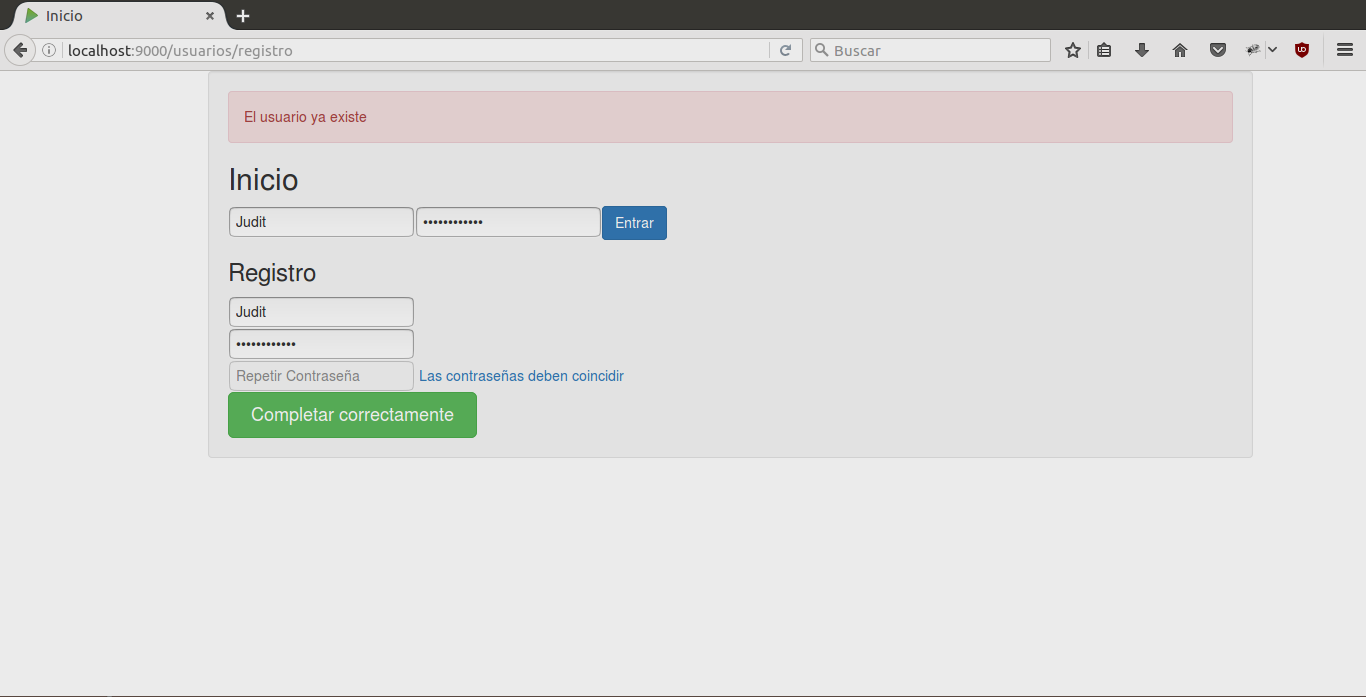 Inicio
localhost:9000/usuarios/registro
Buscar
El usuario ya existe
Inicio
Judit •••••••••••• Entrar
Registro
Judit
••••••••••••
Repetir Contraseña Las contraseñas deben coincidir
Completar correctamente